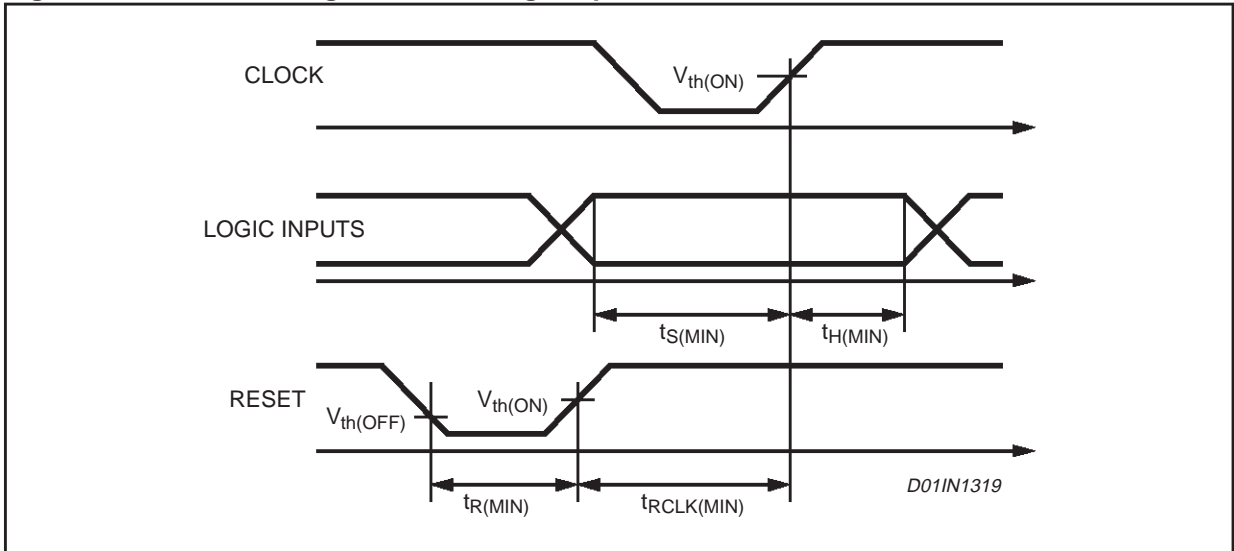 CLOCK
Vth(ON)
LOGIC INPUTS
tS(MIN)
tH(MIN)
RESET
Vth(OFF)
Vth(ON)
tR(MIN)
tRCLK(MIN)
D01IN1319